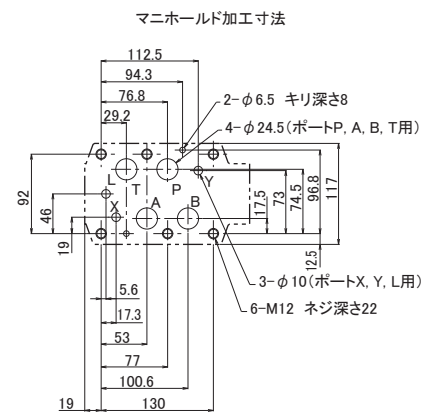 マニホールド加工寸法
112.5
94.3
76.8
29.2
2-φ6.5 キリ深さ8
4-φ24.5(ポートP, A, B, T用)
L
T
P
Y
X
A
B
92
46
19
17.5
73
74.5
96.8
117
12.5
3-φ10(ポートX, Y, L用)
6-M12 ネジ深さ22
5.6
17.3
53
77
100.6
19
130